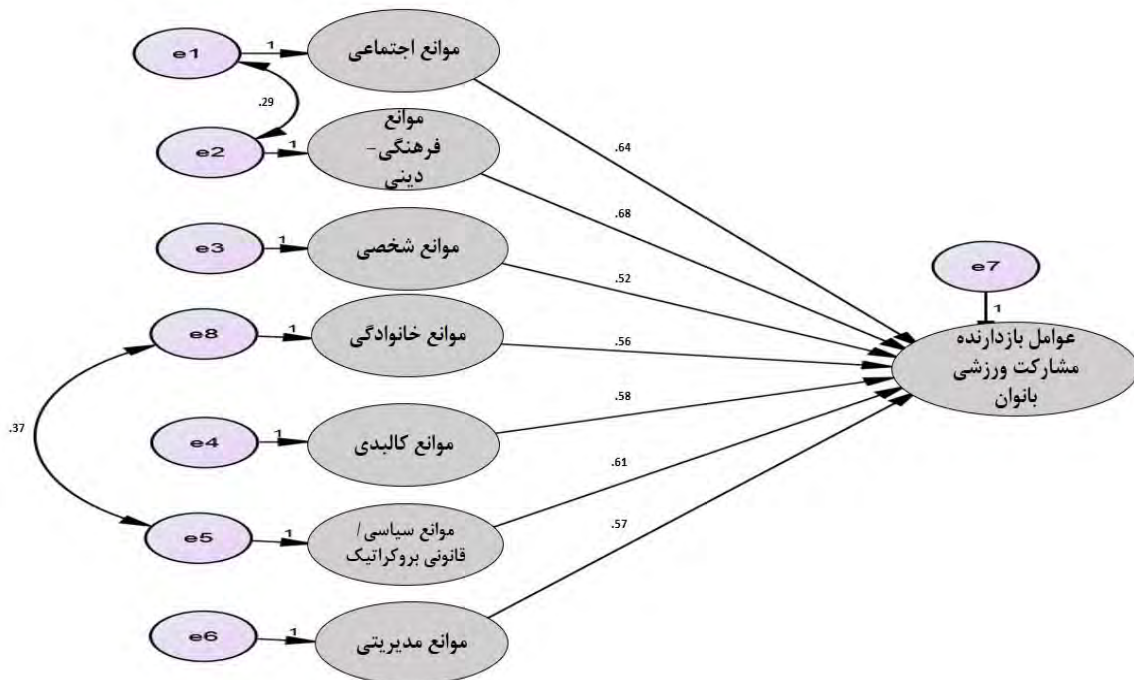 e1
1
موانع اجتماعی
.29
e2
1
موانع
فرهنگی-
دینی
.64
.68
e3
1
موانع شخصی
.52
e7
1
e8
1
موانع خانوادگی
.56
عوامل بازدارنده
مشارکت ورزشی
بانوان
.37
e4
1
موانع کالبدی
.58
.61
e5
1
موانع سیاسی/
قانونی بروکراتیک
.57
e6
1
موانع مدیریتی